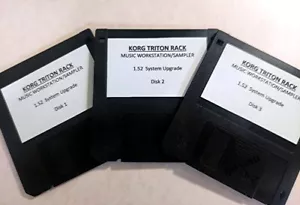 KORG TRITON RACK
MUSIC WORKSTATION/SAMPLER
1.52 System Upgrade
Disk 1
KORG TRITON RACK
MUSIC WORKSTATION/SAMPLER
1.52 System Upgrade
Disk 2
KORG TRITON RACK
MUSIC WORKSTATION/SAMPLER
1.52 System Upgrade
Disk 3